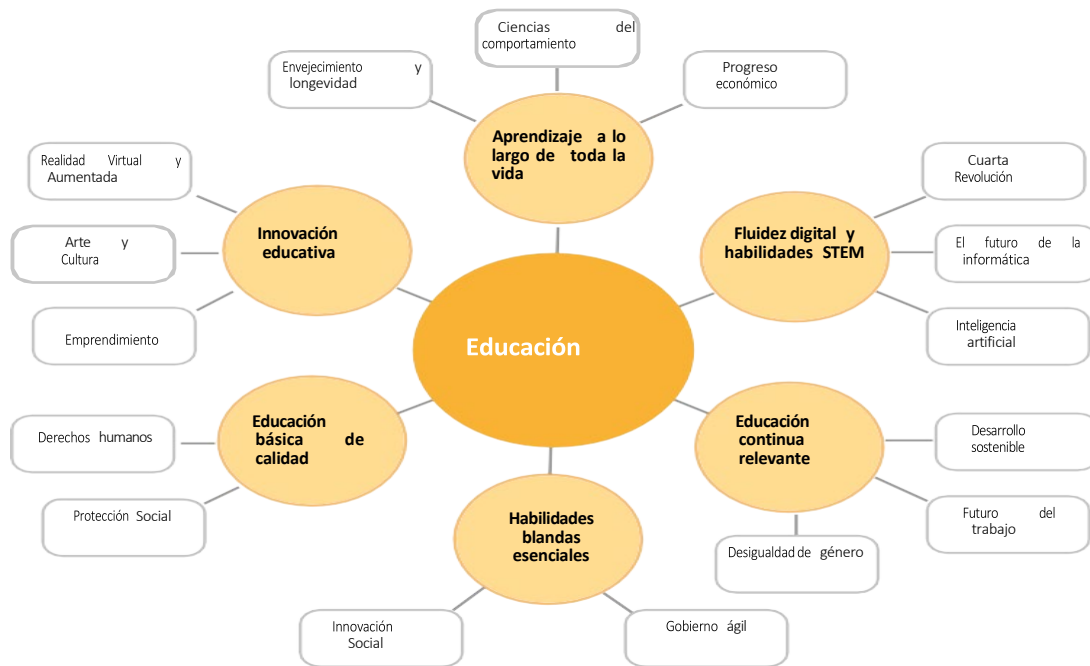 Ciencias del
comportamiento
Envejecimiento y
longevidad
Progreso
económico
Aprendizaje a lo
largo de toda la
vida
Realidad Virtual y
Aumentada
Arte y
Cultura
Emprendimiento
Innovación
educativa
Fluidez digital y
habilidades STEM
Cuarta
Revolución
El futuro de la
informática
Inteligencia
artificial
Educación
Educación
básica de
calidad
Derechos humanos
Protección Social
Educación
continua
relevante
Desarrollo
sostenible
Futuro del
trabajo
Desigualdad de género
Habilidades
blandas
esenciales
Innovación
Social
Gobierno ágil